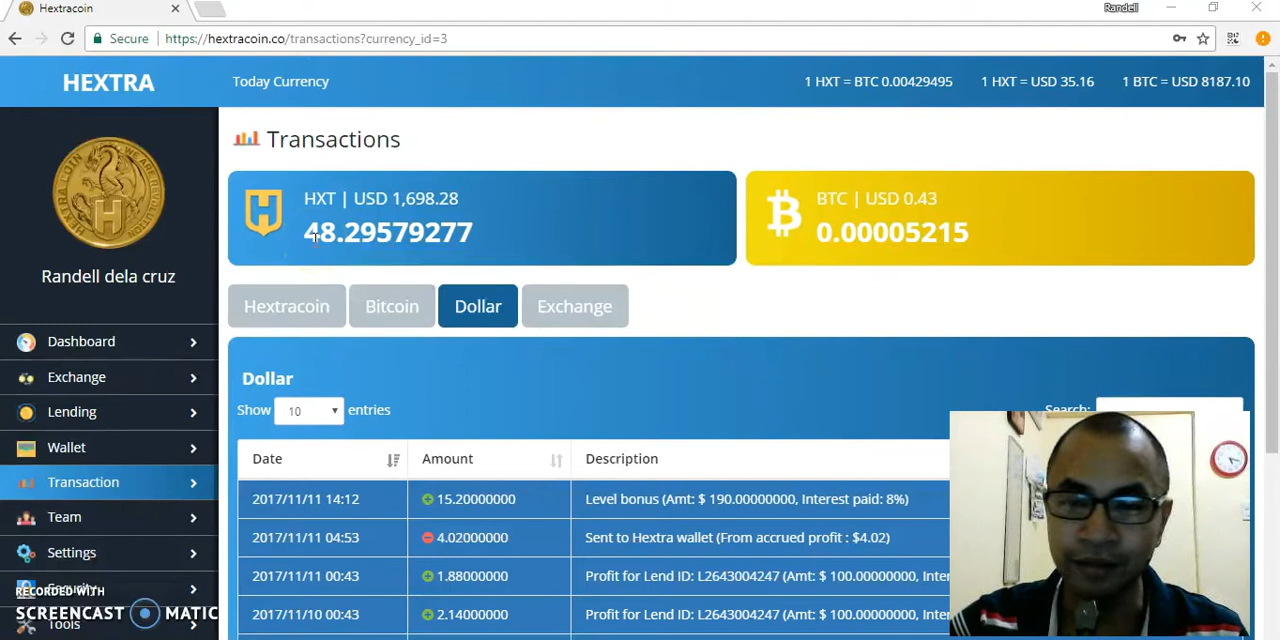 Hextracoin
Randell
Secure https://hextracoin.co/transactions?currency_id=3
HEXTRA Today Currency 1 HXT = BTC 0.00429495 1 HXT = USD 35.16 1 BTC = USD 8187.10
Transactions
HXT | USD 1,698.28
48.29579277
BTC | USD 0.43
0.00005215
Randell dela cruz
Hextracoin Bitcoin Dollar Exchange
Dashboard
Exchange
Lending
Wallet
Transaction
Team
Settings
Security
Tools
RECORDED WITH
SCREENCAST MATIC
Dollar
Show 10 entries Search:
Date Amount Description
2017/11/11 14:12 15.20000000 Level bonus (Amt: $ 190.00000000, Interest paid: 8%)
2017/11/11 04:53 4.02000000 Sent to Hextra wallet (From accrued profit : $4.02)
2017/11/11 00:43 1.88000000 Profit for Lend ID: L2643004247 (Amt: $ 100.00000000, Inter
2017/11/10 00:43 2.14000000 Profit for Lend ID: L2643004247 (Amt: $ 100.00000000, Inter